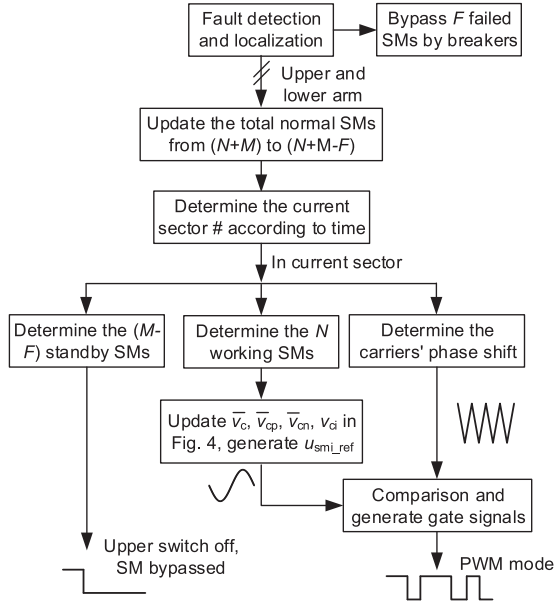 Fault detection
and localization
Bypass F failed
SMs by breakers
Upper and
lower arm
Update the total normal SMs
from (N+M) to (N+M-F)
Determine the current
sector # according to time
In current sector
Determine the (M-
F) standby SMs
Determine the N
working SMs
Determine the
carriers' phase shift
Update v̅c, v̅cp, v̅cn, vci in
Fig. 4, generate usmi_ref
Comparison and
generate gate signals
Upper switch off,
SM bypassed
PWM mode